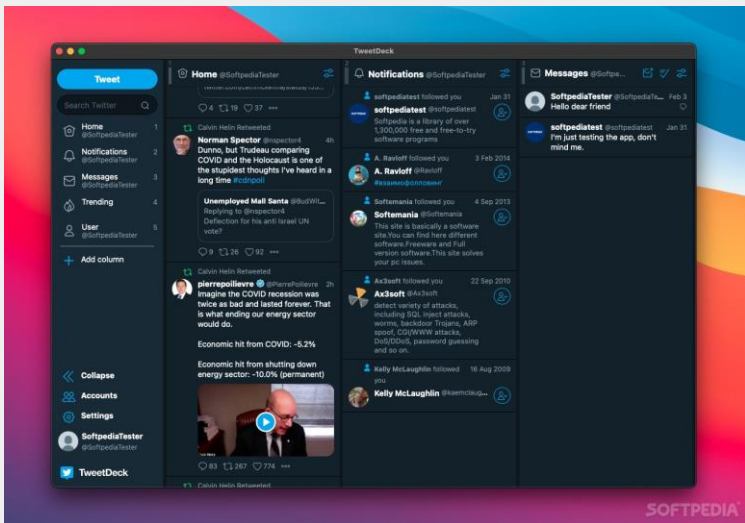 TweetDeck
Tweet
Search Twitter
Home 1
@SoftpediaTester
Notifications 2
@SoftpediaTester
Messages 3
@SoftpediaTester
Trending 4
User 5
@SoftpediaTester
Add column
Collapse
Accounts
Settings
SoftpediaTester
@SoftpediaTester
TweetDeck
Home @SoftpediaTester
4 19 37
Calvin Helin Retweeted
Norman Spector @nspector4 4h
Dunno, but Trudeau comparing
COVID and the Holocaust is one of
the stupidest thoughts I've heard in a
long time #cdnpoli
Unemployed Mall Santa @BudWit...
Replying to @nspector4
Deflection for his anti Israel UN
vote?
9 26 92
Calvin Helin Retweeted
pierrepoilievre @PierrePoilievre 2h
Imagine the COVID recession was
twice as bad and lasted forever. That
is what ending our energy sector
would do.
Economic hit from COVID: -5.2%
Economic hit from shutting down
energy sector: -10.0% (permanent)
83 267 774
Calvin Helin Retweeted
Notifications @SoftpediaTester
softpediatest followed you Jan 31
softpediatest @softpediatest
Softpedia is a library of over
1,300,000 free and free-to-try
software programs
A. Ravloff followed you 3 Feb 2014
A. Ravloff @Ravloff
#взаимофолловинг
Softemania followed you 4 Sep 2013
Softemania @Softemania
This site is basically a software
site.You can find here different
software.Freeware and Full
version software.This site solves
your pc issues.
Ax3soft followed you 22 Sep 2010
Ax3soft @Ax3soft
detect variety of attacks,
including SQL inject attacks,
worms, backdoor Trojans, ARP
spoof, CGI/WWW attacks,
DoS/DDoS, password guessing
and so on.
Kelly McLaughlin followed 16 Aug 2009
you
Kelly McLaughlin @kaemclaug...
Messages @Softpe...
SoftpediaTester @SoftpediaTe... Feb 3
Hello dear friend
softpediatest @softpediatest Jan 31
I'm just testing the app, don't
mind me.
SOFTPEDIA